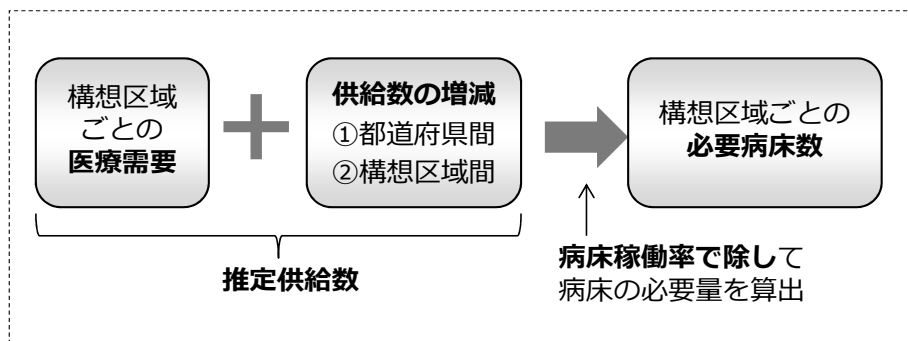 構想区域
ごとの
医療需要
＋
供給数の増減
①都道府県間
②構想区域間
構想区域ごとの
必要病床数
推定供給数
病床稼働率で除して
病床の必要量を算出